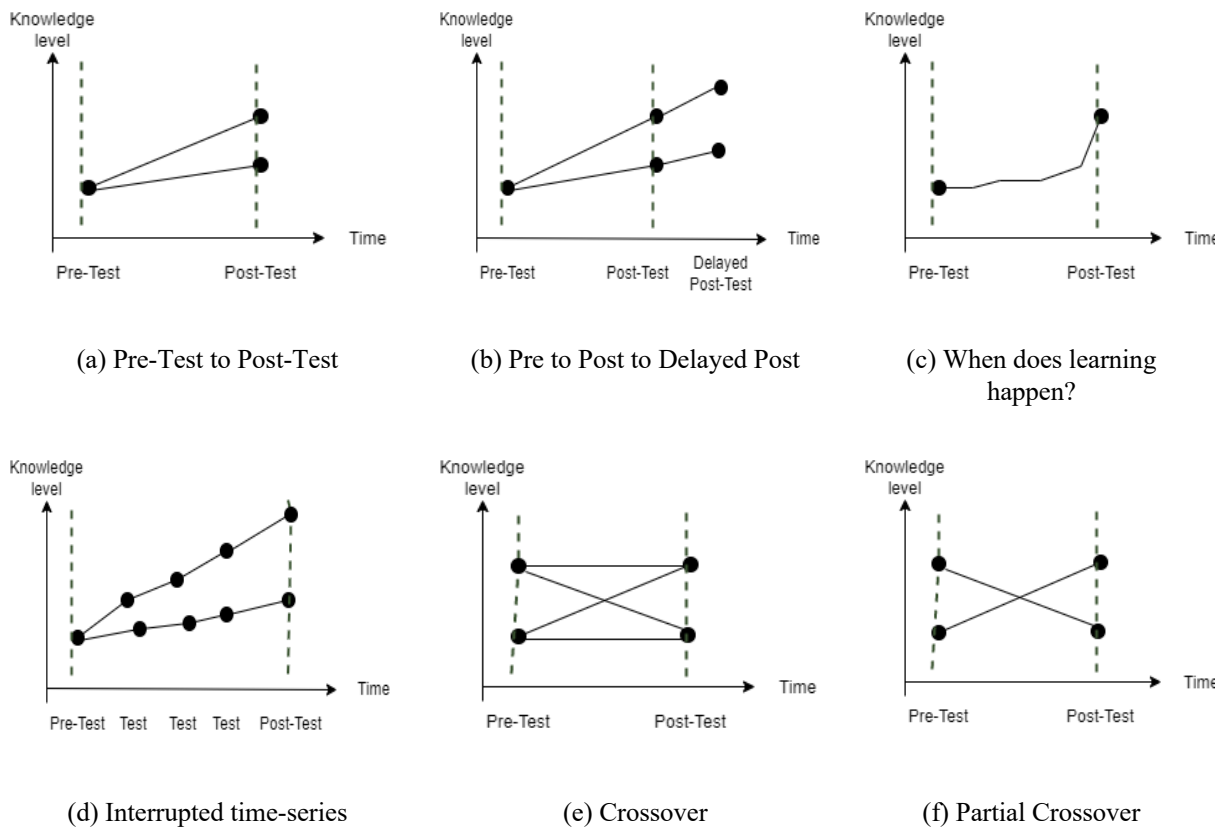 Knowledge
level
Time
Pre-Test
Post-Test
(a) Pre-Test to Post-Test
Knowledge
level
Time
Pre-Test
Post-Test
Delayed
Post-Test
(b) Pre to Post to Delayed Post
Knowledge
level
Time
Pre-Test
Post-Test
(c) When does learning
happen?
Knowledge
level
Time
Pre-Test
Test
Test
Test
Post-Test
(d) Interrupted time-series
Knowledge
level
Time
Pre-Test
Post-Test
(e) Crossover
Knowledge
level
Time
Pre-Test
Post-Test
(f) Partial Crossover